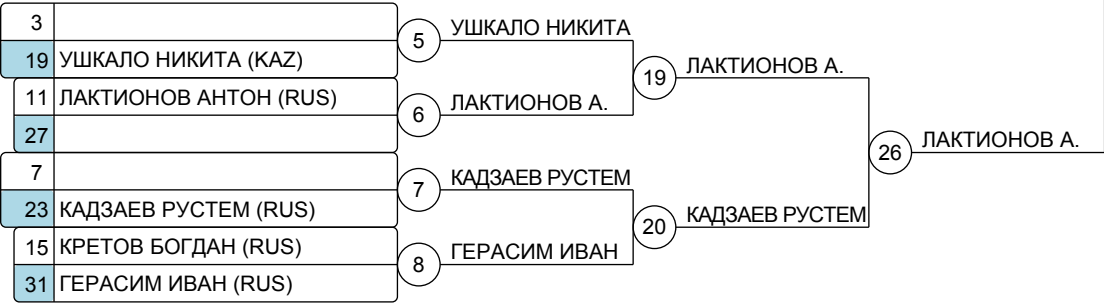 3
19 УШКАЛО НИКИТА (KAZ)
5 УШКАЛО НИКИТА
11 ЛАКТИОНОВ АНТОН (RUS)
27
6 ЛАКТИОНОВ А.
19 ЛАКТИОНОВ А.
7
23 КАДЗАЕВ РУСТЕМ (RUS)
7 КАДЗАЕВ РУСТЕМ
15 КРЕТОВ БОГДАН (RUS)
31 ГЕРАСИМ ИВАН (RUS)
8 ГЕРАСИМ ИВАН
20 КАДЗАЕВ РУСТЕМ
26 ЛАКТИОНОВ А.